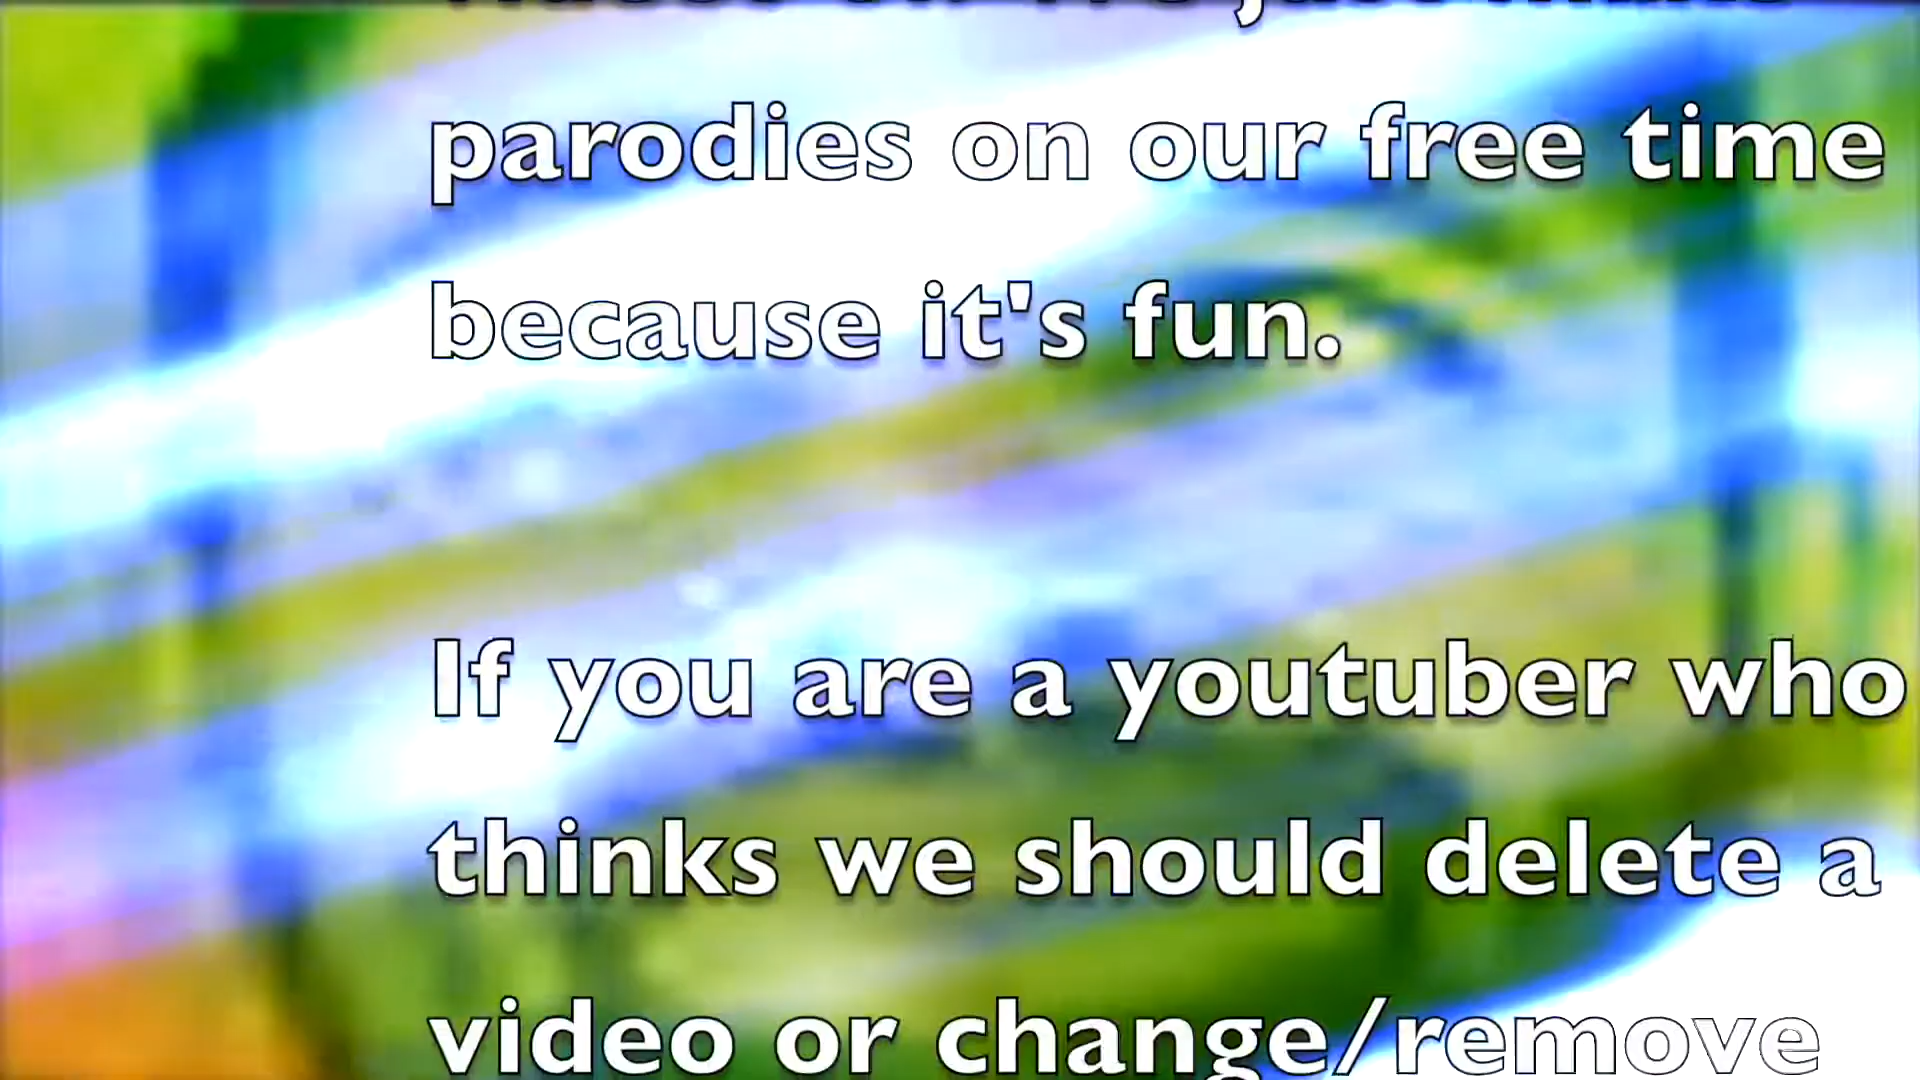 parodies on our free time
because it's fun.
If you are a youtuber who
thinks we should delete a
video or change/remove